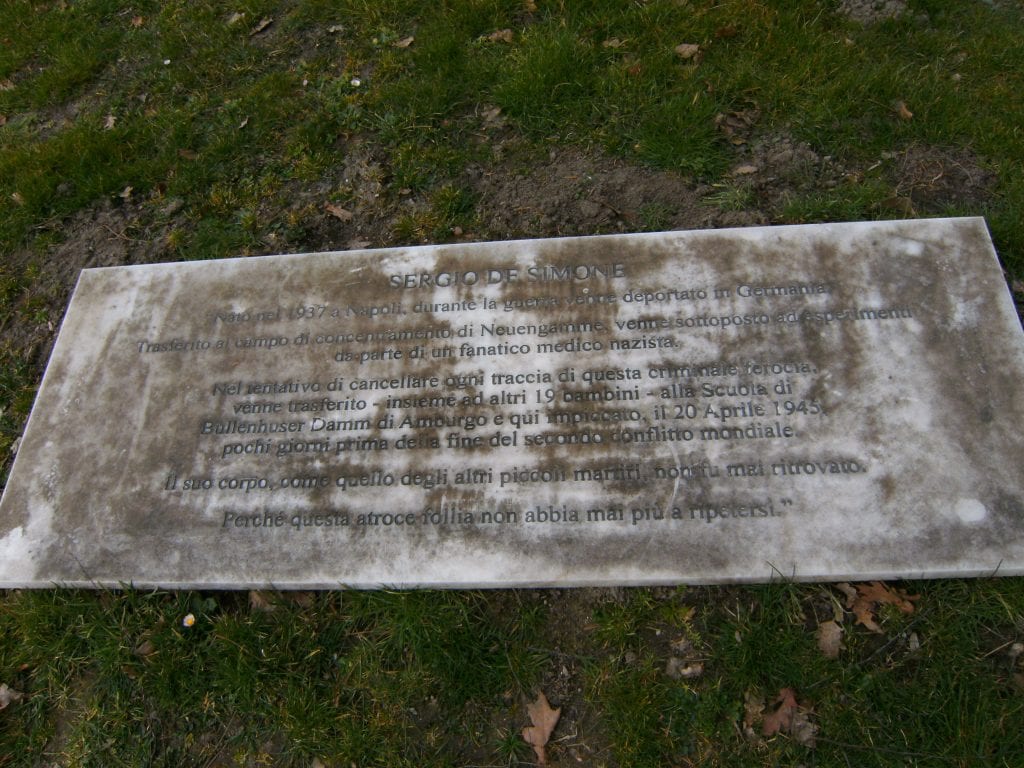 SERGIO DE SIMONE
Nato nel 1937 a Napoli, durante la guerra venne deportato in Germania.
Trasferito al campo di concentramento di Neuengamme, venne sottoposto ad esperimenti
da parte di un fanatico medico nazista.
Nel tentativo di cancellare ogni traccia di questa criminale ferocia,
venne trasferito - insieme ad altri 19 bambini - alla Scuola di
Bullenhuser Damm di Amburgo e qui impiccato, il 20 Aprile 1945,
pochi giorni prima della fine del secondo conflitto mondiale.
Il suo corpo, come quello degli altri piccoli martiri, non fu mai ritrovato.
Perché questa atroce follia non abbia mai più a ripetersi."